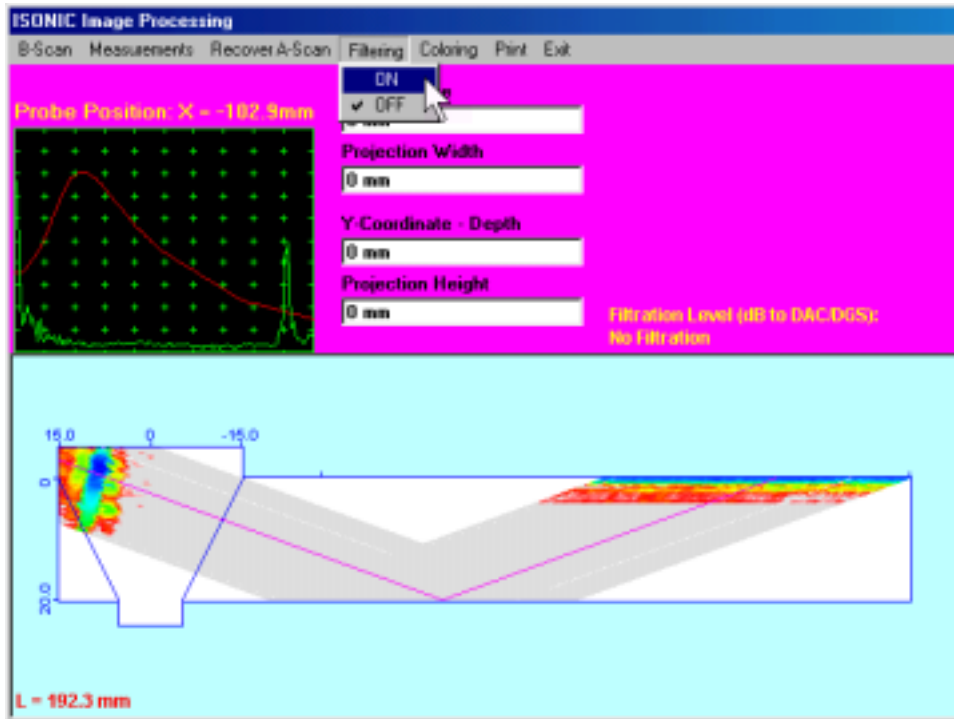 ISONIC Image Processing
B-Scan Measurements Recover A-Scan Filtering Coloring Print Exit
ON
✔ OFF
Probe Position: X = -102.9mm
0 mm
Projection Width
0 mm
Y-Coordinate - Depth
0 mm
Projection Height
0 mm
Filtration Level (dB to DAC/DGS):
No Filtration
15.0 0 -15.0
0
20.0
L = 192.3 mm